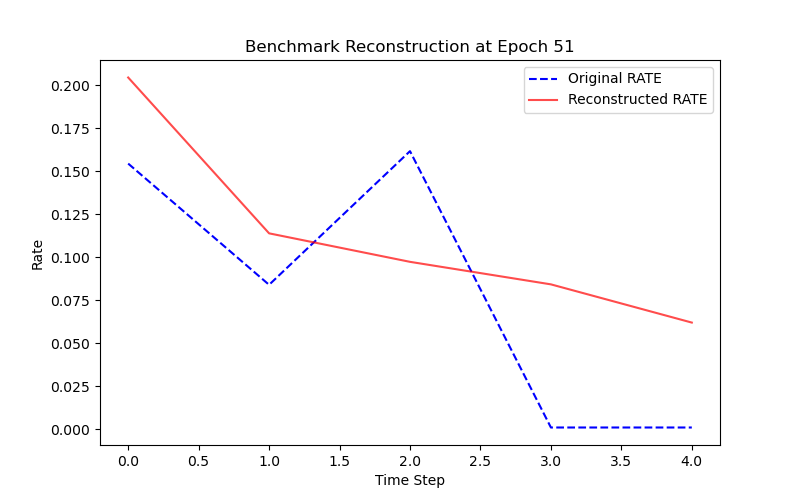 Benchmark Reconstruction at Epoch 51
Original RATE
Reconstructed RATE
Rate
0.200
0.175
0.150
0.125
0.100
0.075
0.050
0.025
0.000
0.0 0.5 1.0 1.5 2.0 2.5 3.0 3.5 4.0
Time Step